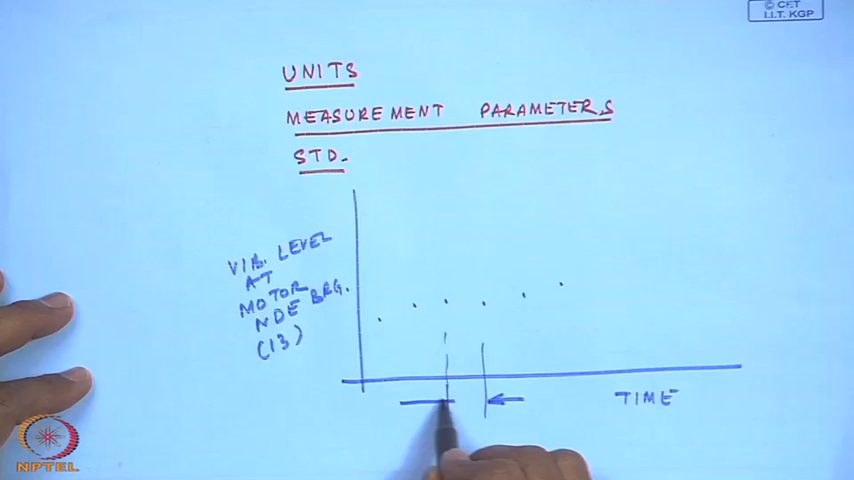 © CET
I.I.T. KGP
UNITS
MEASUREMENT PARAMETERS
STD.
VIB. LEVEL
AT
MOTOR
NDE BRG.
(13)
TIME
NPTEL